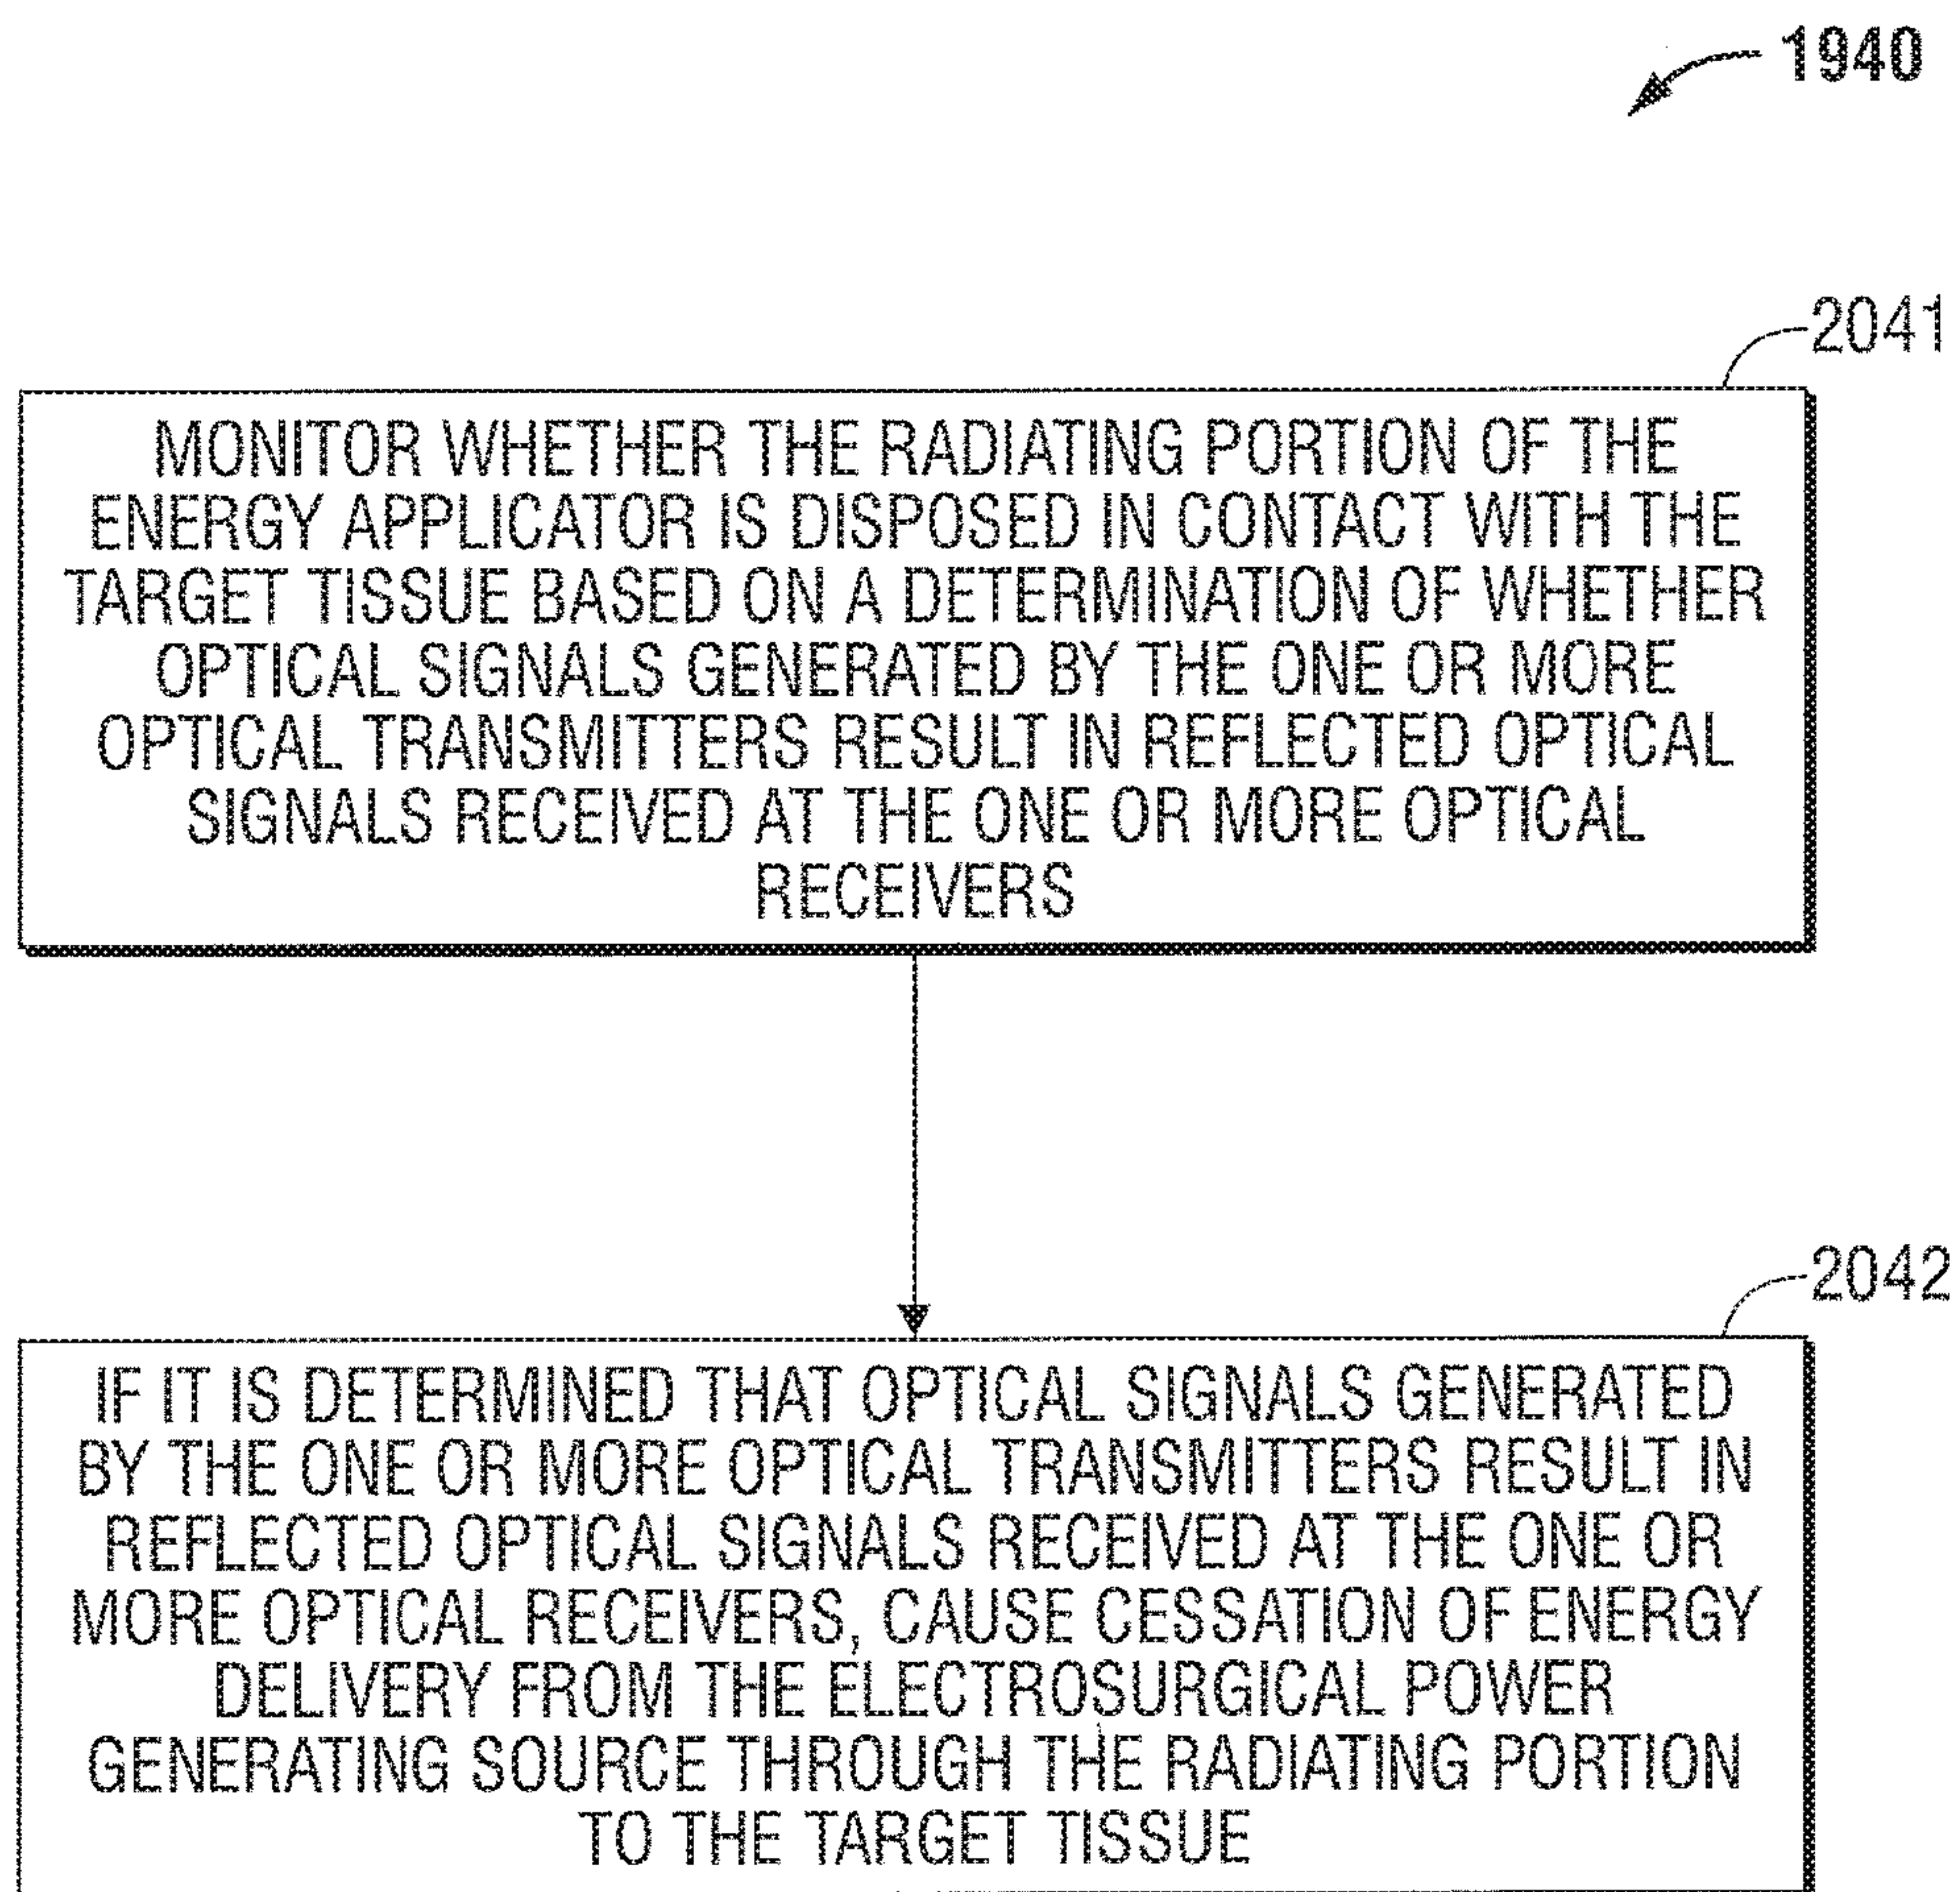 1940
2041
MONITOR WHETHER THE RADIATING PORTION OF THE
ENERGY APPLICATOR IS DISPOSED IN CONTACT WITH THE
TARGET TISSUE BASED ON A DETERMINATION OF WHETHER
OPTICAL SIGNALS GENERATED BY THE ONE OR MORE
OPTICAL TRANSMITTERS RESULT IN REFLECTED OPTICAL
SIGNALS RECEIVED AT THE ONE OR MORE OPTICAL
RECEIVERS
2042
IF IT IS DETERMINED THAT OPTICAL SIGNALS GENERATED
BY THE ONE OR MORE OPTICAL TRANSMITTERS RESULT IN
REFLECTED OPTICAL SIGNALS RECEIVED AT THE ONE OR
MORE OPTICAL RECEIVERS, CAUSE CESSATION OF ENERGY
DELIVERY FROM THE ELECTROSURGICAL POWER
GENERATING SOURCE THROUGH THE RADIATING PORTION
TO THE TARGET TISSUE